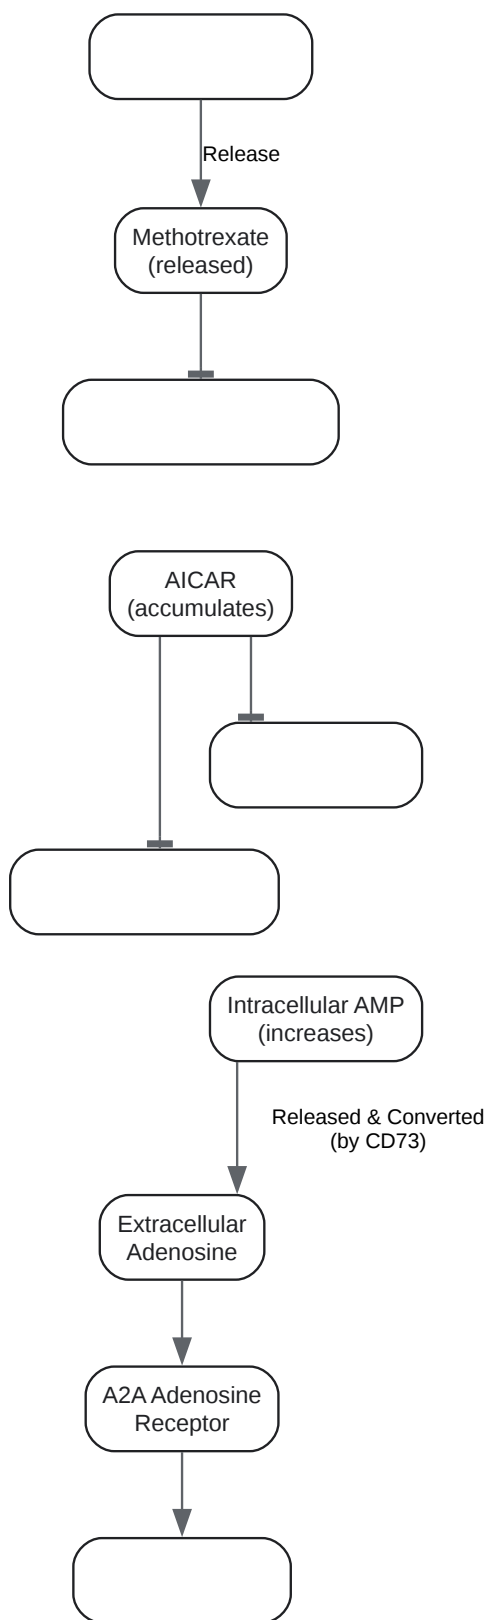 Release
Methotrexate
(released)
AICAR
(accumulates)
Intracellular AMP
(increases)
Released & Converted
(by CD73)
Extracellular
Adenosine
A2A Adenosine
Receptor